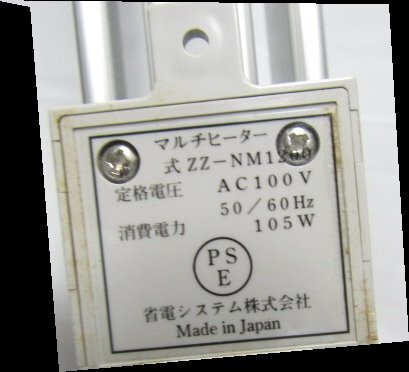 マルチヒーター
式 ZZ-NM1200
定格電圧 AC100V
50/60Hz
消費電力 105W
PS
E
省電システム株式会社
Made in Japan